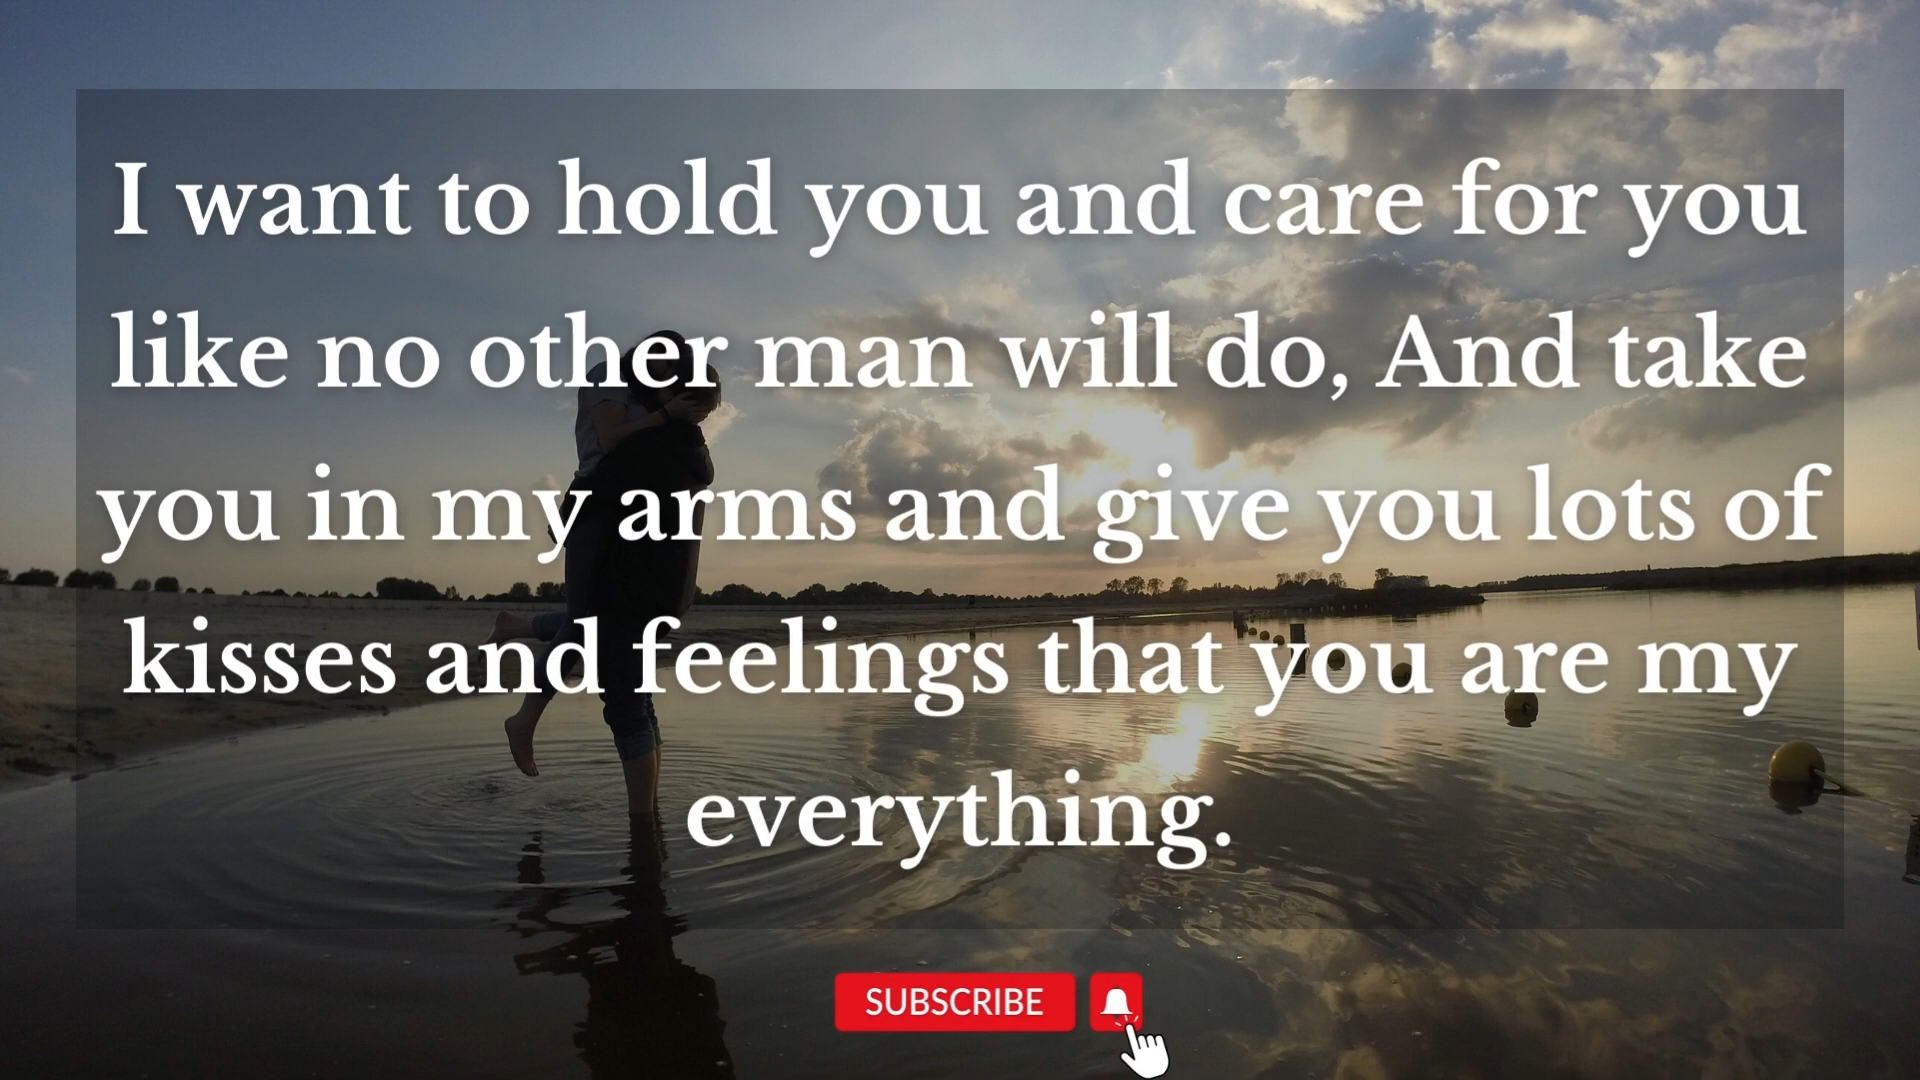 I want to hold you and care for you
like no other man will do, And take
you in my arms and give you lots of
kisses and feelings that you are my
everything.
SUBSCRIBE